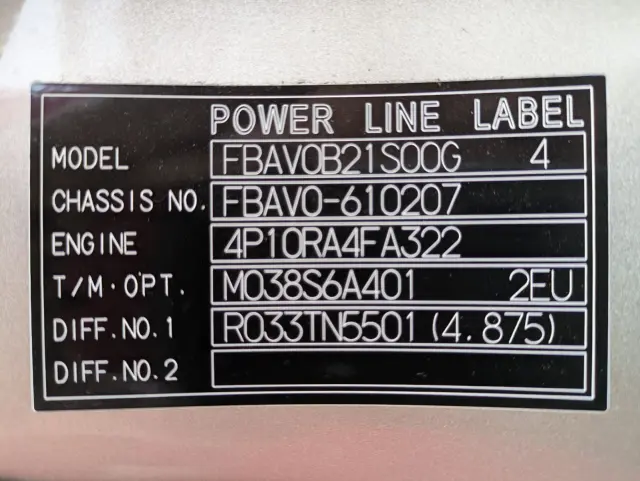 POWER LINE LABEL
MODEL FBAV0B21S00G 4
CHASSIS NO. FBAV0-610207
ENGINE 4P10RA4FA322
T/M·OPT. M038S6A401 2EU
DIFF.NO.1 R033TN5501 (4.875)
DIFF.NO.2